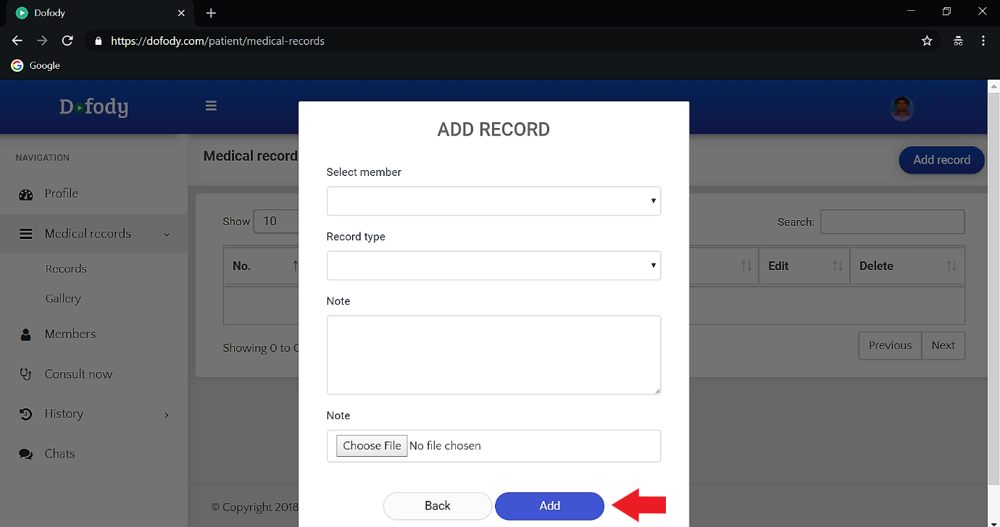 Dofody
https://dofody.com/patient/medical-records
Google
Dofody
NAVIGATION
Profile
Medical records
Records
Gallery
Members
Consult now
History
Chats
Medical record
Add record
Show 10
Search:
No.
Edit
Delete
Showing 0 to
Previous
Next
© Copyright 2018
ADD RECORD
Select member
Record type
Note
Note
Choose File No file chosen
Back
Add